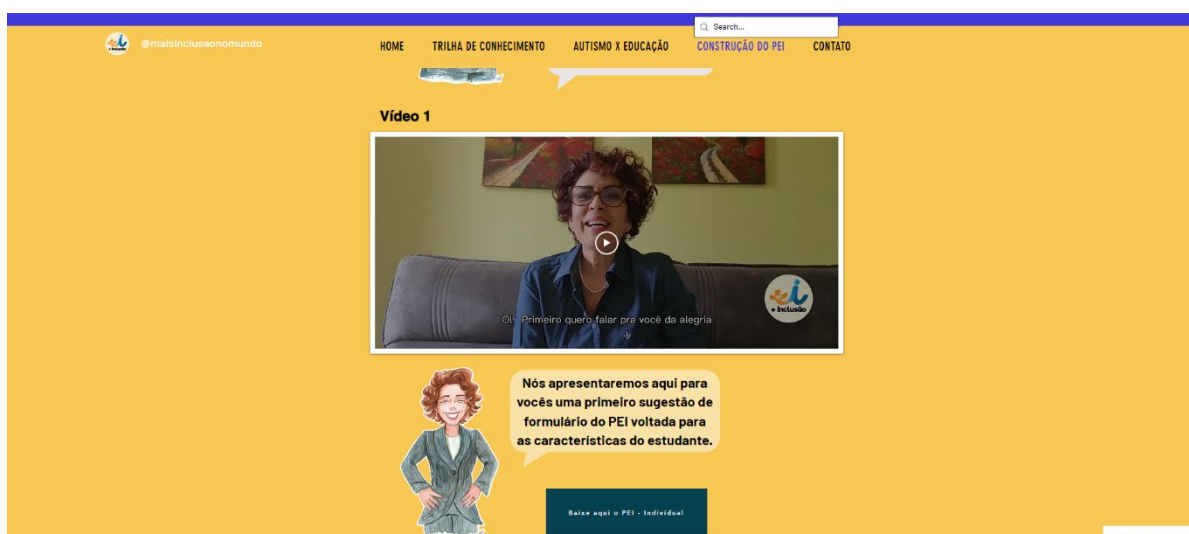 Search...
+ Inclusão
@maisinclusaonomundo
HOME TRILHA DE CONHECIMENTO AUTISMO X EDUCAÇÃO CONSTRUÇÃO DO PEI CONTATO
Vídeo 1
+ Inclusão
Oi, Primeiro quero falar pra você da alegria
Nós apresentaremos aqui para
vocês uma primeiro sugestão de
formulário do PEI voltada para
as características do estudante.
Baixe aqui o PEI - Individual